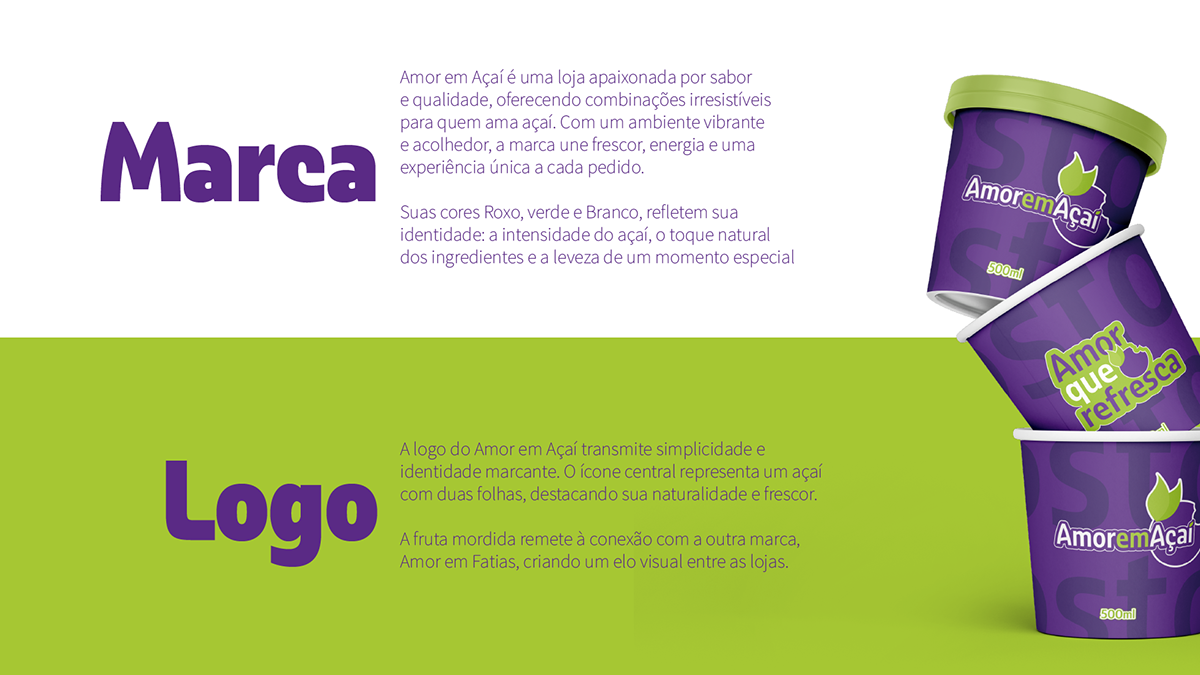 Marca
Amor em Açaí é uma loja apaixonada por sabor
e qualidade, oferecendo combinações irresistíveis
para quem ama açaí. Com um ambiente vibrante
e acolhedor, a marca une frescor, energia e uma
experiência única a cada pedido.
Suas cores Roxo, verde e Branco, refletem sua
identidade: a intensidade do açaí, o toque natural
dos ingredientes e a leveza de um momento especial
Logo
A logo do Amor em Açaí transmite simplicidade e
identidade marcante. O ícone central representa um açaí
com duas folhas, destacando sua naturalidade e frescor.
A fruta mordida remete à conexão com a outra marca,
Amor em Fatias, criando um elo visual entre as lojas.
AmoremAçaí
500ml
Amor
que
refresca
AmoremAçaí
500ml